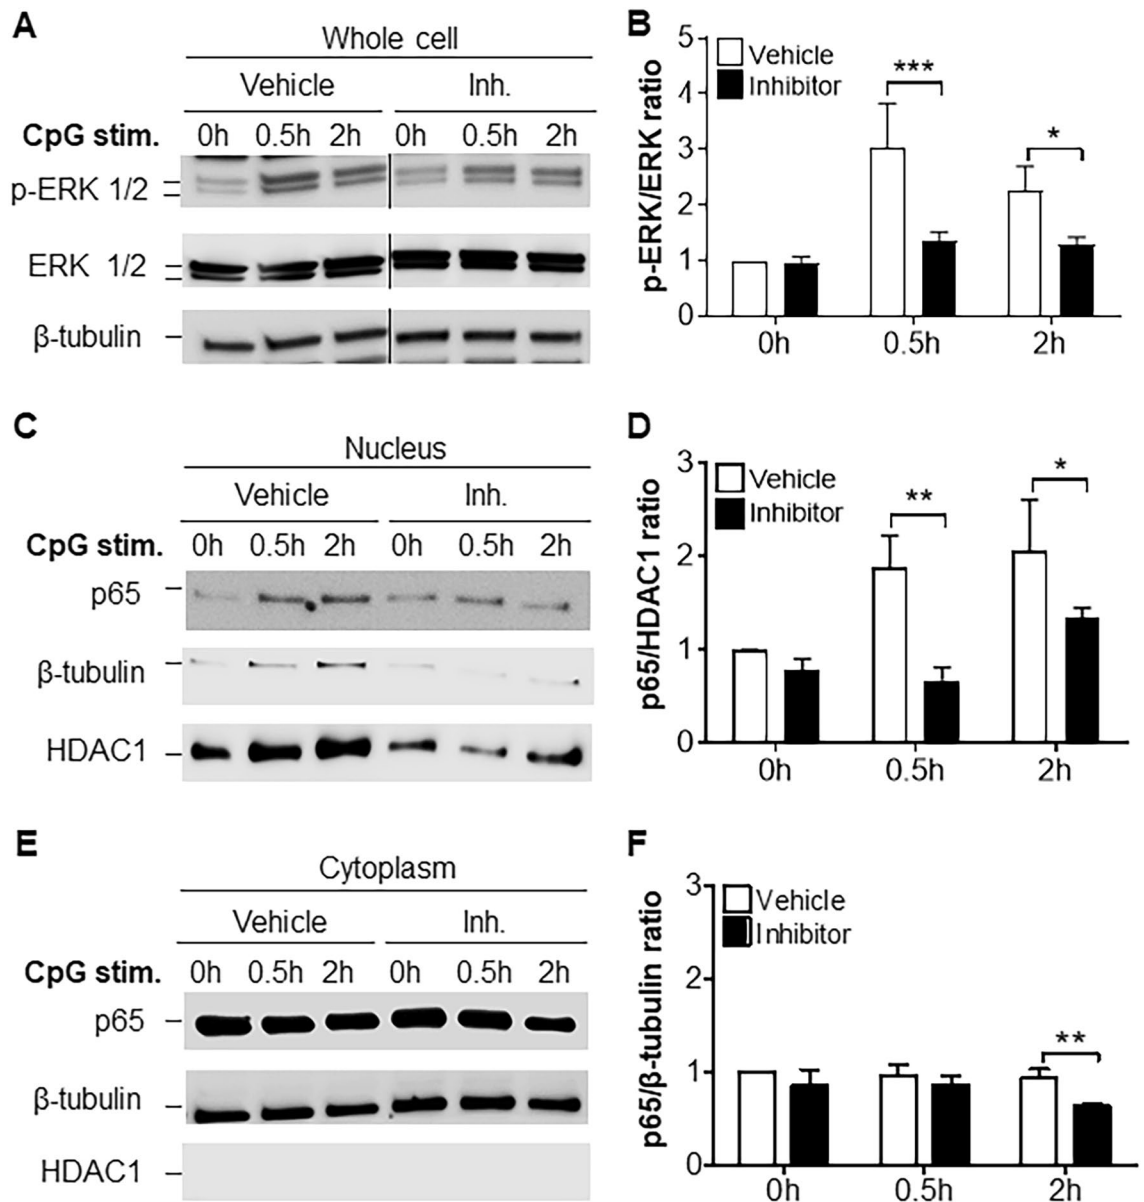 A
Whole cell
Vehicle Inh.
CpG stim. 0h 0.5h 2h 0h 0.5h 2h
p-ERK 1/2
ERK 1/2
β-tubulin
B
5
4
3
2
1
0
p-ERK/ERK ratio
Vehicle
Inhibitor
***
*
0h 0.5h 2h
C
Nucleus
Vehicle Inh.
CpG stim. 0h 0.5h 2h 0h 0.5h 2h
p65
β-tubulin
HDAC1
D
3
2
1
0
p65/HDAC1 ratio
Vehicle
Inhibitor
**
*
0h 0.5h 2h
E
Cytoplasm
Vehicle Inh.
CpG stim. 0h 0.5h 2h 0h 0.5h 2h
p65
β-tubulin
HDAC1
F
3
2
1
0
p65/β-tubulin ratio
Vehicle
Inhibitor
**
0h 0.5h 2h